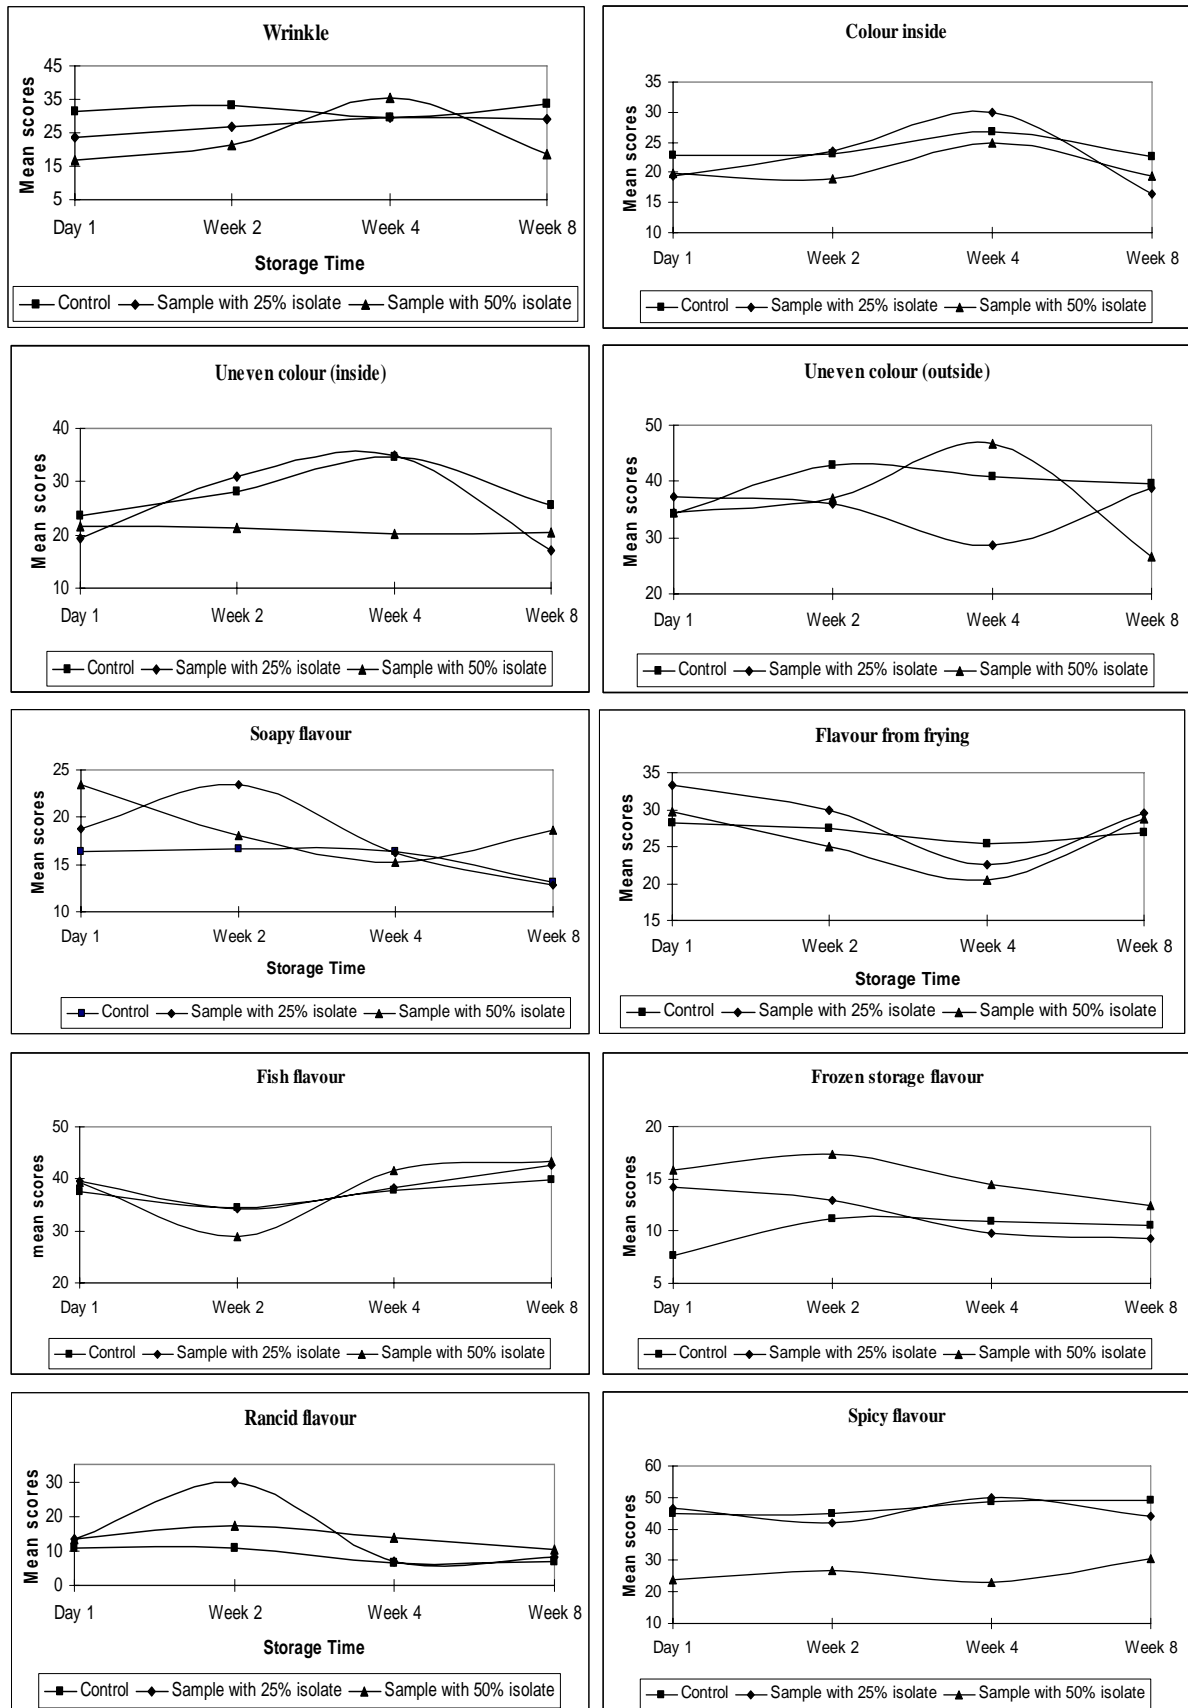 Wrinkle
Mean scores
45
35
25
15
5
Day 1 Week 2 Week 4 Week 8
Storage Time
Control Sample with 25% isolate Sample with 50% isolate
Colour inside
Mean scores
35
30
25
20
15
10
Day 1 Week 2 Week 4 Week 8
Control Sample with 25% isolate Sample with 50% isolate
Uneven colour (inside)
Mean scores
40
30
20
10
Day 1 Week 2 Week 4 Week 8
Control Sample with 25% isolate Sample with 50% isolate
Uneven colour (outside)
Mean scores
50
40
30
20
Day 1 Week 2 Week 4 Week 8
Control Sample with 25% isolate Sample with 50% isolate
Soapy flavour
Mean scores
25
20
15
10
Day 1 Week 2 Week 4 Week 8
Storage Time
Control Sample with 25% isolate Sample with 50% isolate
Flavour from frying
Mean scores
35
30
25
20
15
Day 1 Week 2 Week 4 Week 8
Storage Time
Control Sample with 25% isolate Sample with 50% isolate
Fish flavour
mean scores
50
40
30
20
Day 1 Week 2 Week 4 Week 8
Control Sample with 25% isolate Sample with 50% isolate
Frozen storage flavour
Mean scores
20
15
10
5
Day 1 Week 2 Week 4 Week 8
Control Sample with 25% isolate Sample with 50% isolate
Rancid flavour
Mean scores
30
20
10
0
Day 1 Week 2 Week 4 Week 8
Storage Time
Control Sample with 25% isolate Sample with 50% isolate
Spicy flavour
Mean scores
60
50
40
30
20
10
Day 1 Week 2 Week 4 Week 8
Control Sample with 25% isolate Sample with 50% isolate